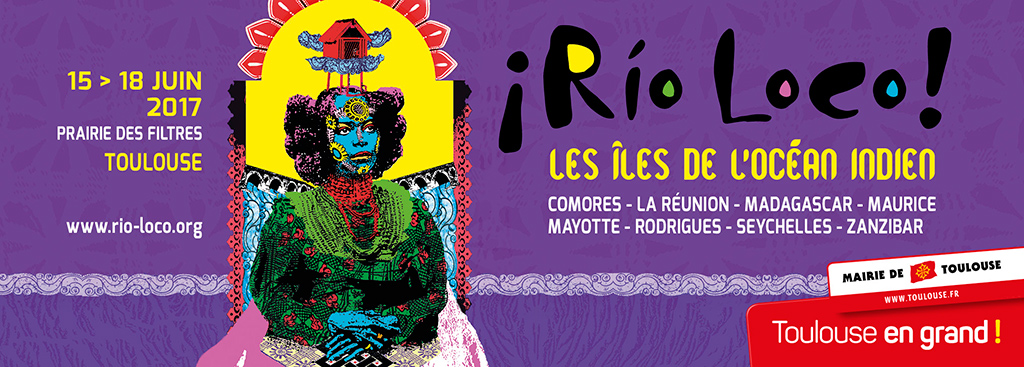 15 > 18 JUIN
2017
PRAIRIE DES FILTRES
TOULOUSE
www.rio-loco.org
¡Río Loco!
LES ÎLES DE L'OCÉAN INDIEN
COMORES - LA RÉUNION - MADAGASCAR - MAURICE
MAYOTTE - RODRIGUES - SEYCHELLES - ZANZIBAR
MAIRIE DE TOULOUSE
WWW.TOULOUSE.FR
Toulouse en grand !